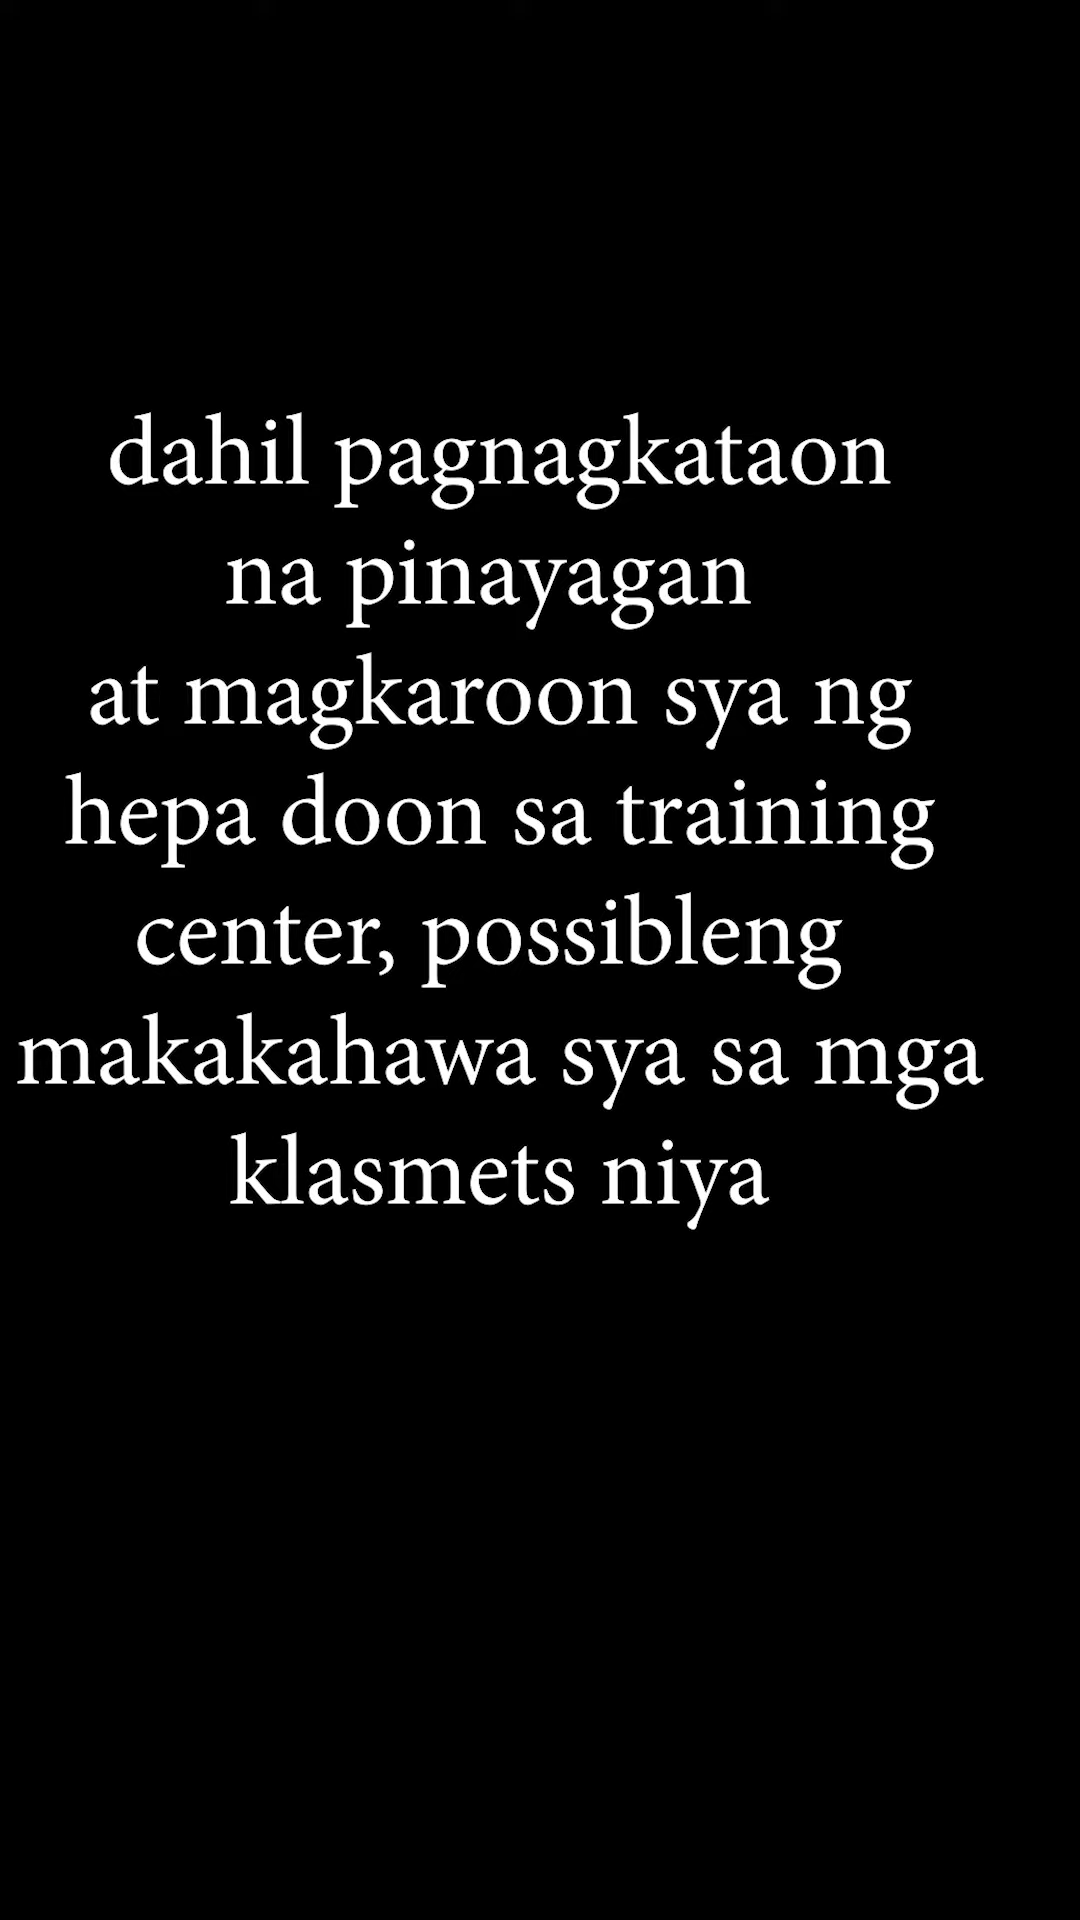 dahil pagnagkataon
na pinayagan
at magkaroon sya ng
hepa doon sa training
center, possibleng
makakahawa sya sa mga
klasmets niya